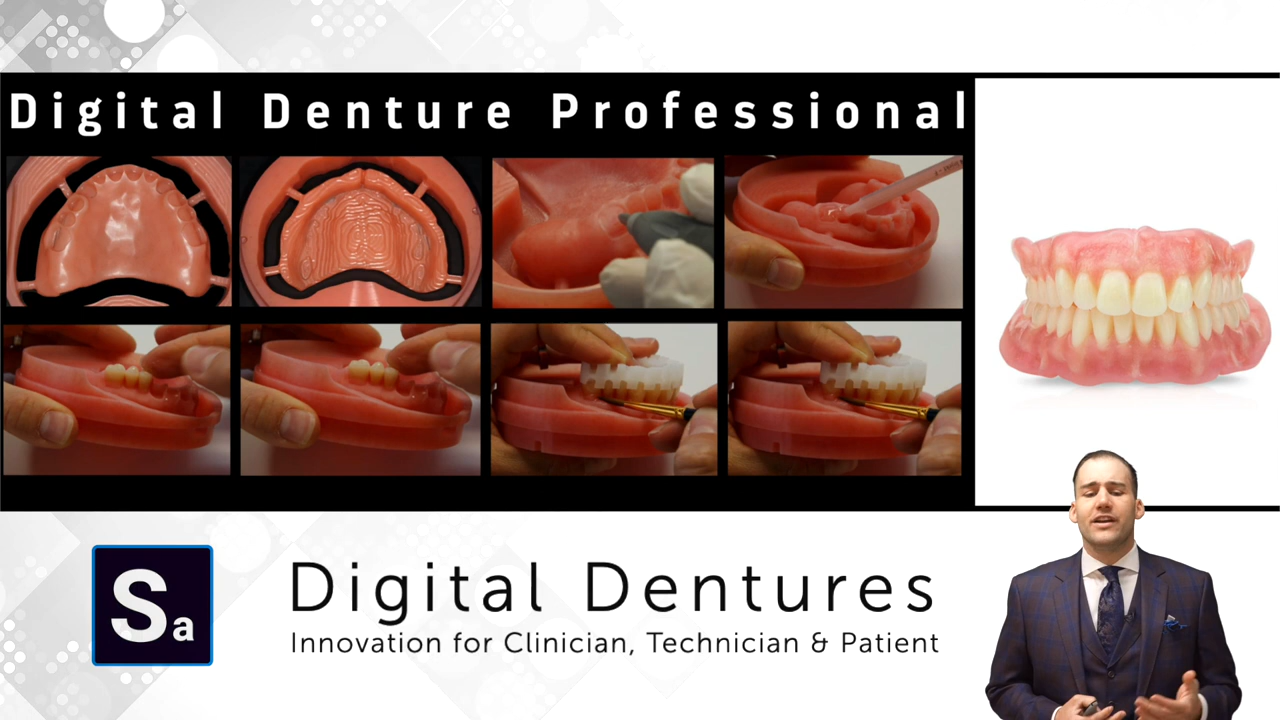 Digital Denture Professional
Sa
Digital Dentures
Innovation for Clinician, Technician & Patient